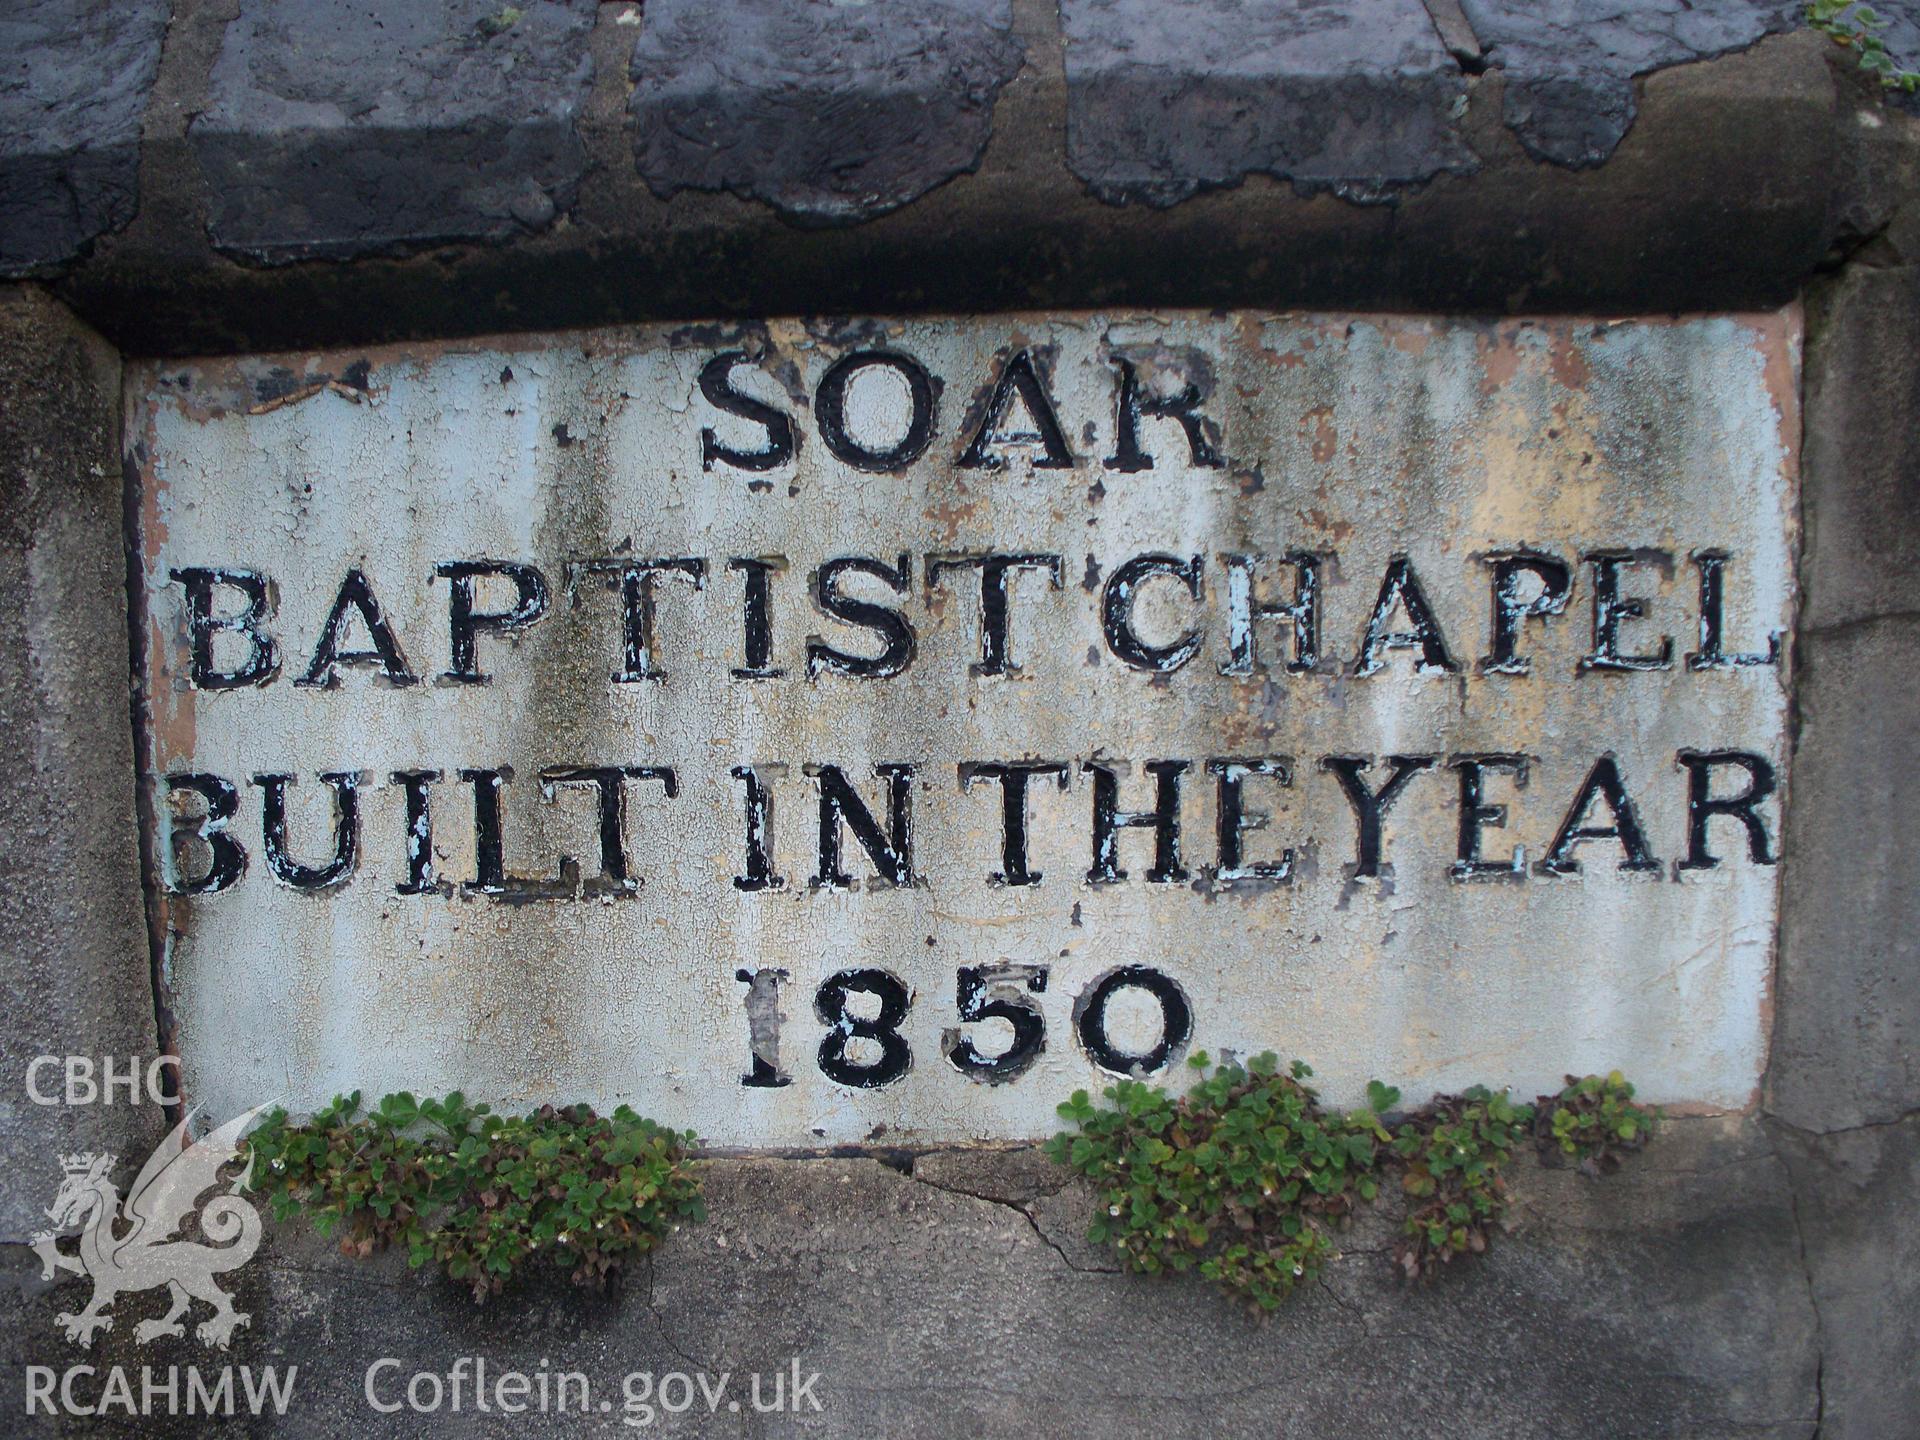 SOAR
BAPTIST CHAPEL
BUILT IN THE YEAR
1850
CBHC
RCAHMW
Coflein.gov.uk